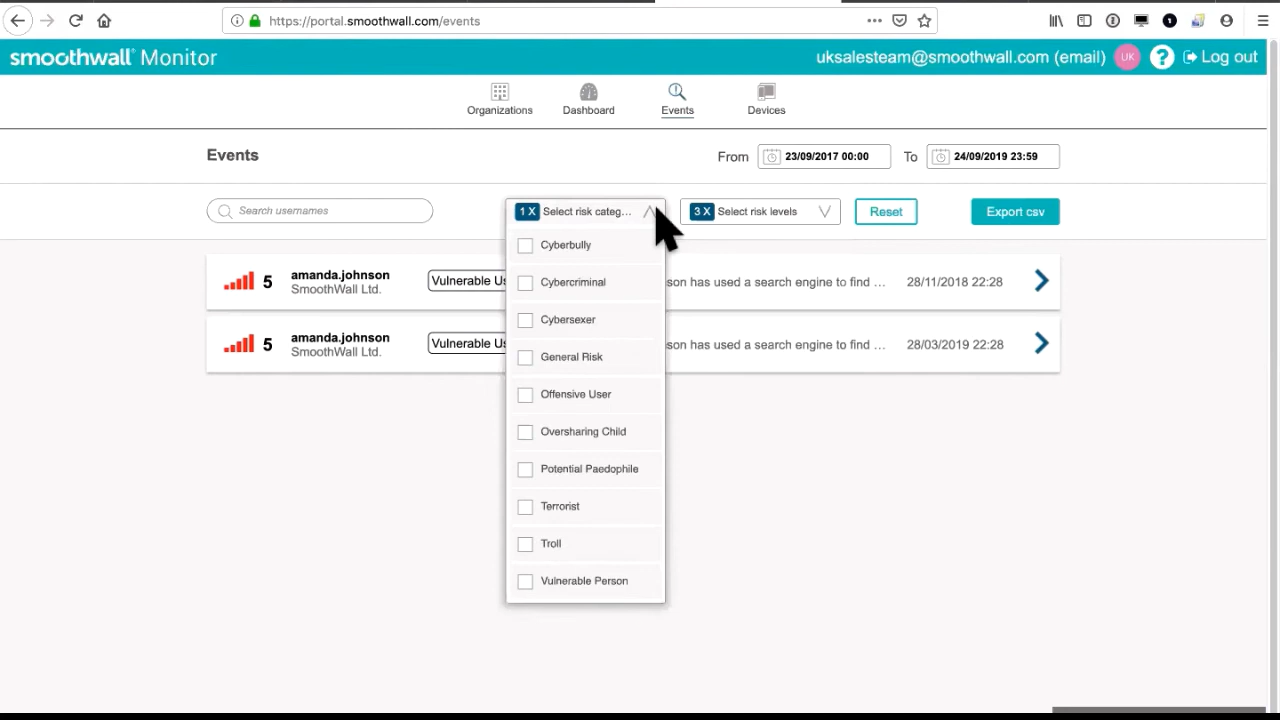 https://portal.smoothwall.com/events
smoothwall Monitor
uksalesteam@smoothwall.com (email) UK ? Log out
Organizations Dashboard Events Devices
Events From 23/09/2017 00:00 To 24/09/2019 23:59
Search usernames 1 X Select risk categ... 3 X Select risk levels Reset Export csv
Cyberbully
5 amanda.johnson Vulnerable Us son has used a search engine to find ... 28/11/2018 22:28
SmoothWall Ltd.
Cybercriminal
Cybersexer
5 amanda.johnson Vulnerable Us son has used a search engine to find ... 28/03/2019 22:28
SmoothWall Ltd.
General Risk
Offensive User
Oversharing Child
Potential Paedophile
Terrorist
Troll
Vulnerable Person